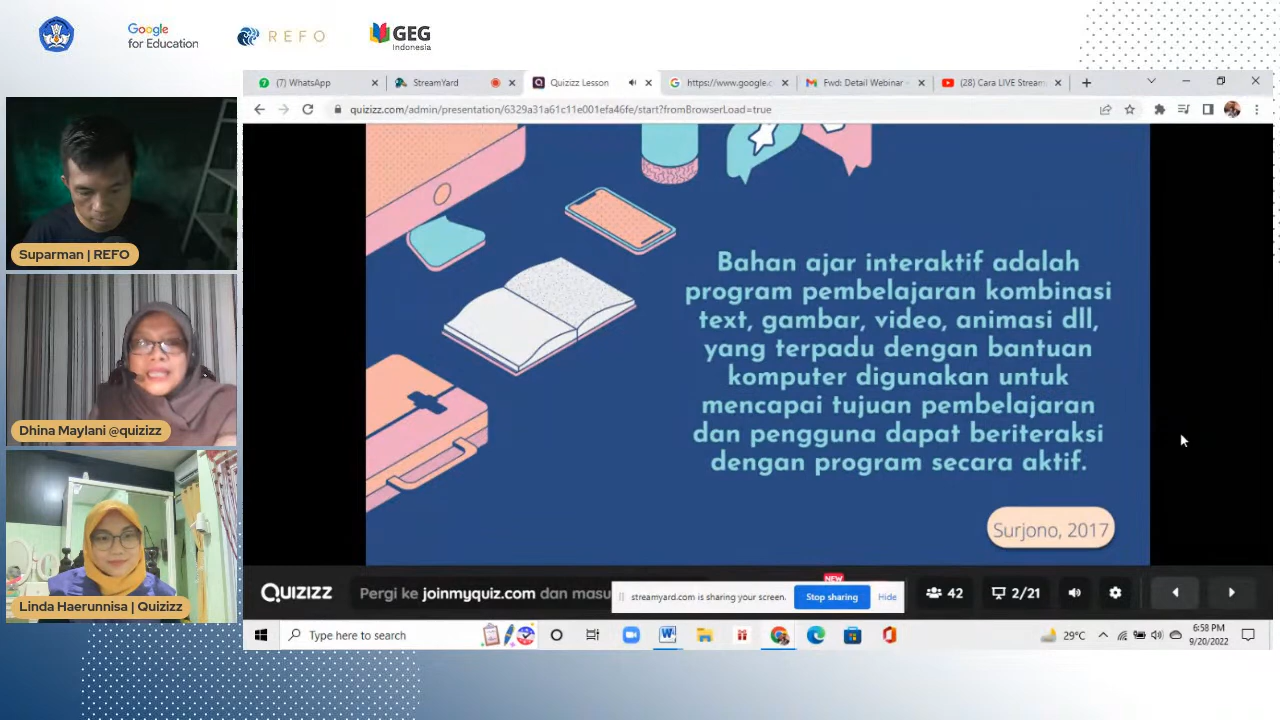 Google
for Education
REFO
GEG
Indonesia
(7) WhatsApp
StreamYard
Quizizz Lesson
https://www.google.c
Fwd: Detail Webinar -
(28) Cara LIVE Stream
quizizz.com/admin/presentation/6329a31a61c11e001efa46fe/start?fromBrowserLoad=true
Suparman | REFO
Dhina Maylani @quizizz
Linda Haerunnisa | Quizizz
Bahan ajar interaktif adalah
program pembelajaran kombinasi
text, gambar, video, animasi dll,
yang terpadu dengan bantuan
komputer digunakan untuk
mencapai tujuan pembelajaran
dan pengguna dapat beriteraksi
dengan program secara aktif.
Surjono, 2017
QUIZIZZ
Pergi ke joinmyquiz.com dan masu
streamyard.com is sharing your screen.
Stop sharing
Hide
NEW
42
2/21
Type here to search
29°C
6:58 PM
9/20/2022